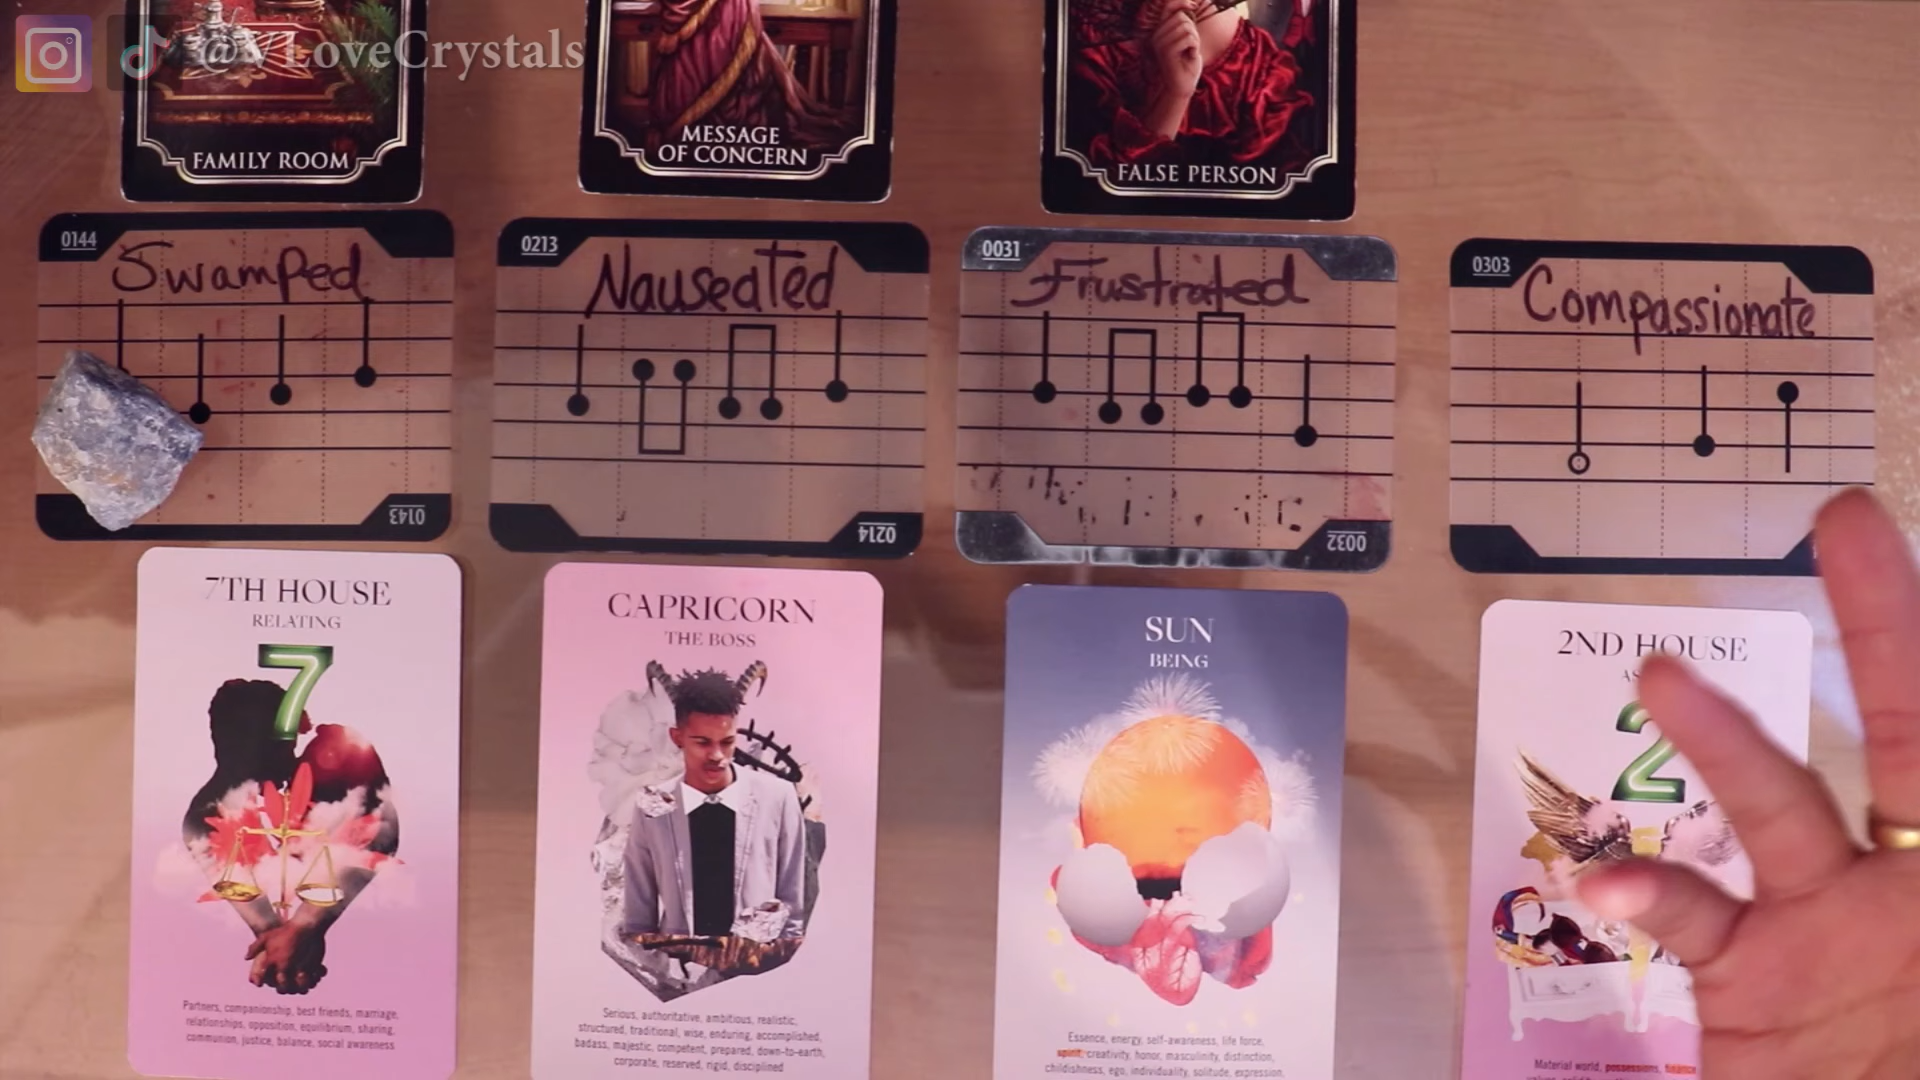 @VLoveCrystals
FAMILY ROOM
MESSAGE
OF CONCERN
FALSE PERSON
0144
Swamped
0143
0213
Nauseated
0214
0031
Frustrated
0032
0303
Compassionate
7TH HOUSE
RELATING
7
Partners, companionship, best friends, marriage,
relationships, opposition, equilibrium, sharing,
communion, justice, balance, social awareness
CAPRICORN
THE BOSS
Serious, authoritative, ambitious, realistic,
structured, traditional, wise, enduring, accomplished,
badass, majestic, competent, prepared, down-to-earth,
corporate, reserved, rigid, disciplined
SUN
BEING
Essence, energy, self-awareness, life force,
spirit, creativity, honor, masculinity, distinction,
childishness, ego, individuality, solitude, expression,
2ND HOUSE
2
Material world, possessions, finance